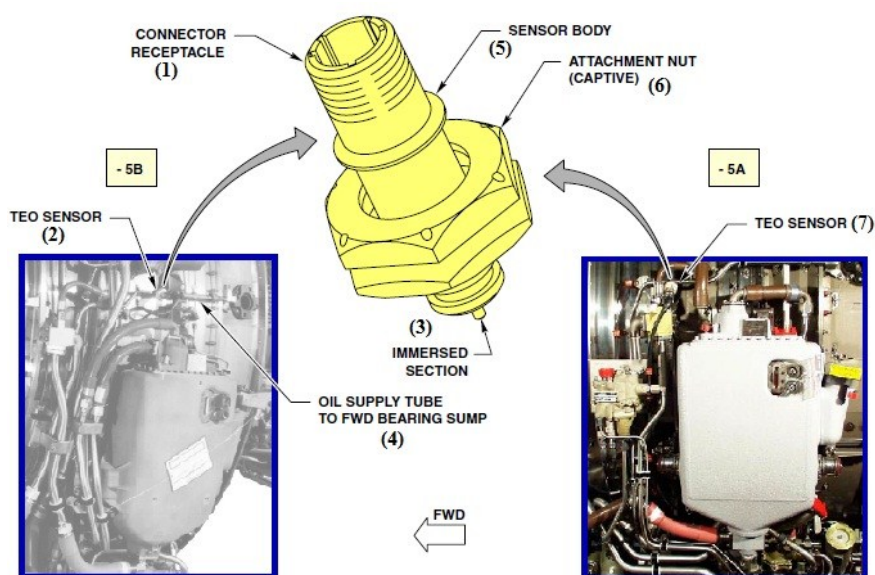 CONNECTOR
RECEPTACLE
(1)
SENSOR BODY
(5)
ATTACHMENT NUT
(CAPTIVE) (6)
- 5B
- 5A
TEO SENSOR
(2)
TEO SENSOR (7)
(3)
IMMERSED
SECTION
OIL SUPPLY TUBE
TO FWD BEARING SUMP
(4)
FWD